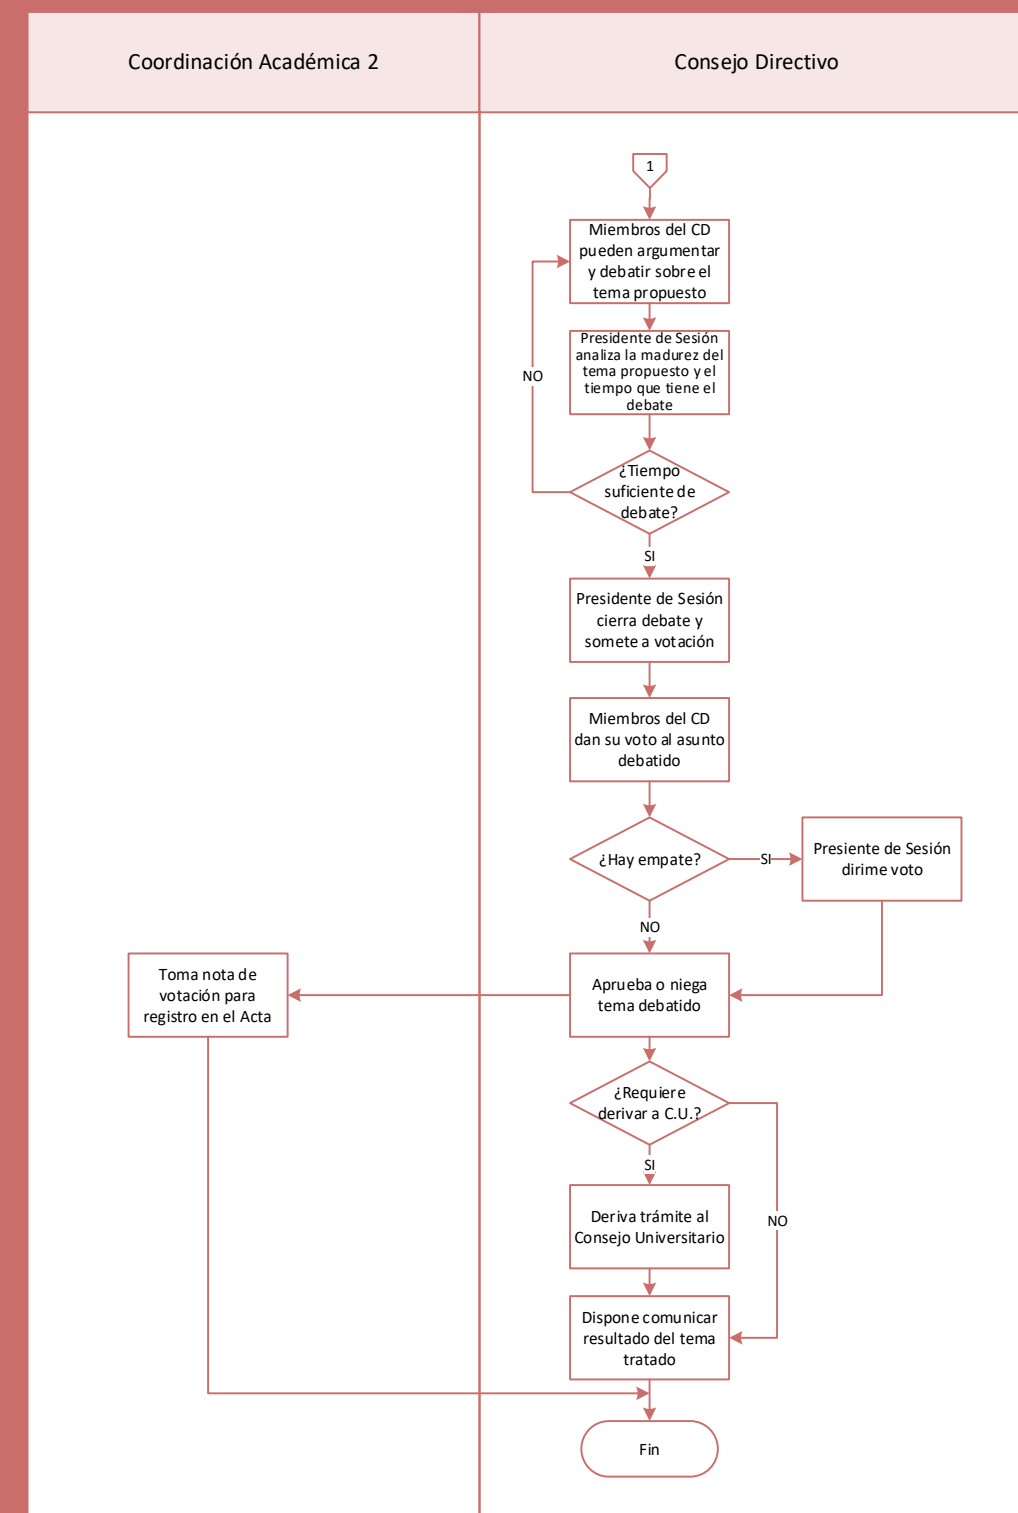 Coordinación Académica 2
Consejo Directivo
1
Miembros del CD
pueden argumentar
y debatir sobre el
tema propuesto
Presidente de Sesión
analiza la madurez del
tema propuesto y el
tiempo que tiene el
debate
NO
¿Tiempo
suficiente de
debate?
SI
Presidente de Sesión
cierra debate y
somete a votación
Miembros del CD
dan su voto al asunto
debatido
¿Hay empate?
SI
Presiente de Sesión
dirime voto
NO
Toma nota de
votación para
registro en el Acta
Aprueba o niega
tema debatido
¿Requiere
derivar a C.U.?
SI
NO
Deriva trámite al
Consejo Universitario
Dispone comunicar
resultado del tema
tratado
Fin